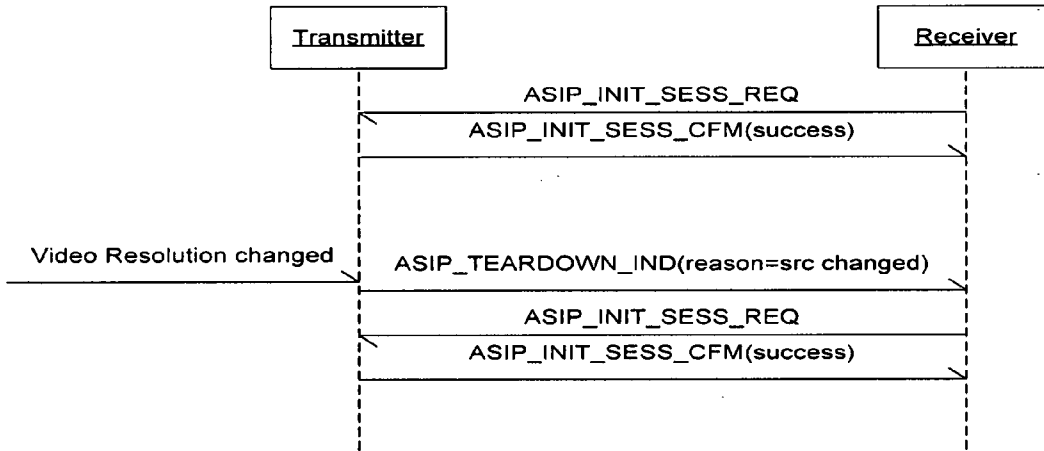 Transmitter
Receiver
ASIP_INIT_SESS_REQ
ASIP_INIT_SESS_CFM(success)
Video Resolution changed
ASIP_TEARDOWN_IND(reason=src changed)
ASIP_INIT_SESS_REQ
ASIP_INIT_SESS_CFM(success)